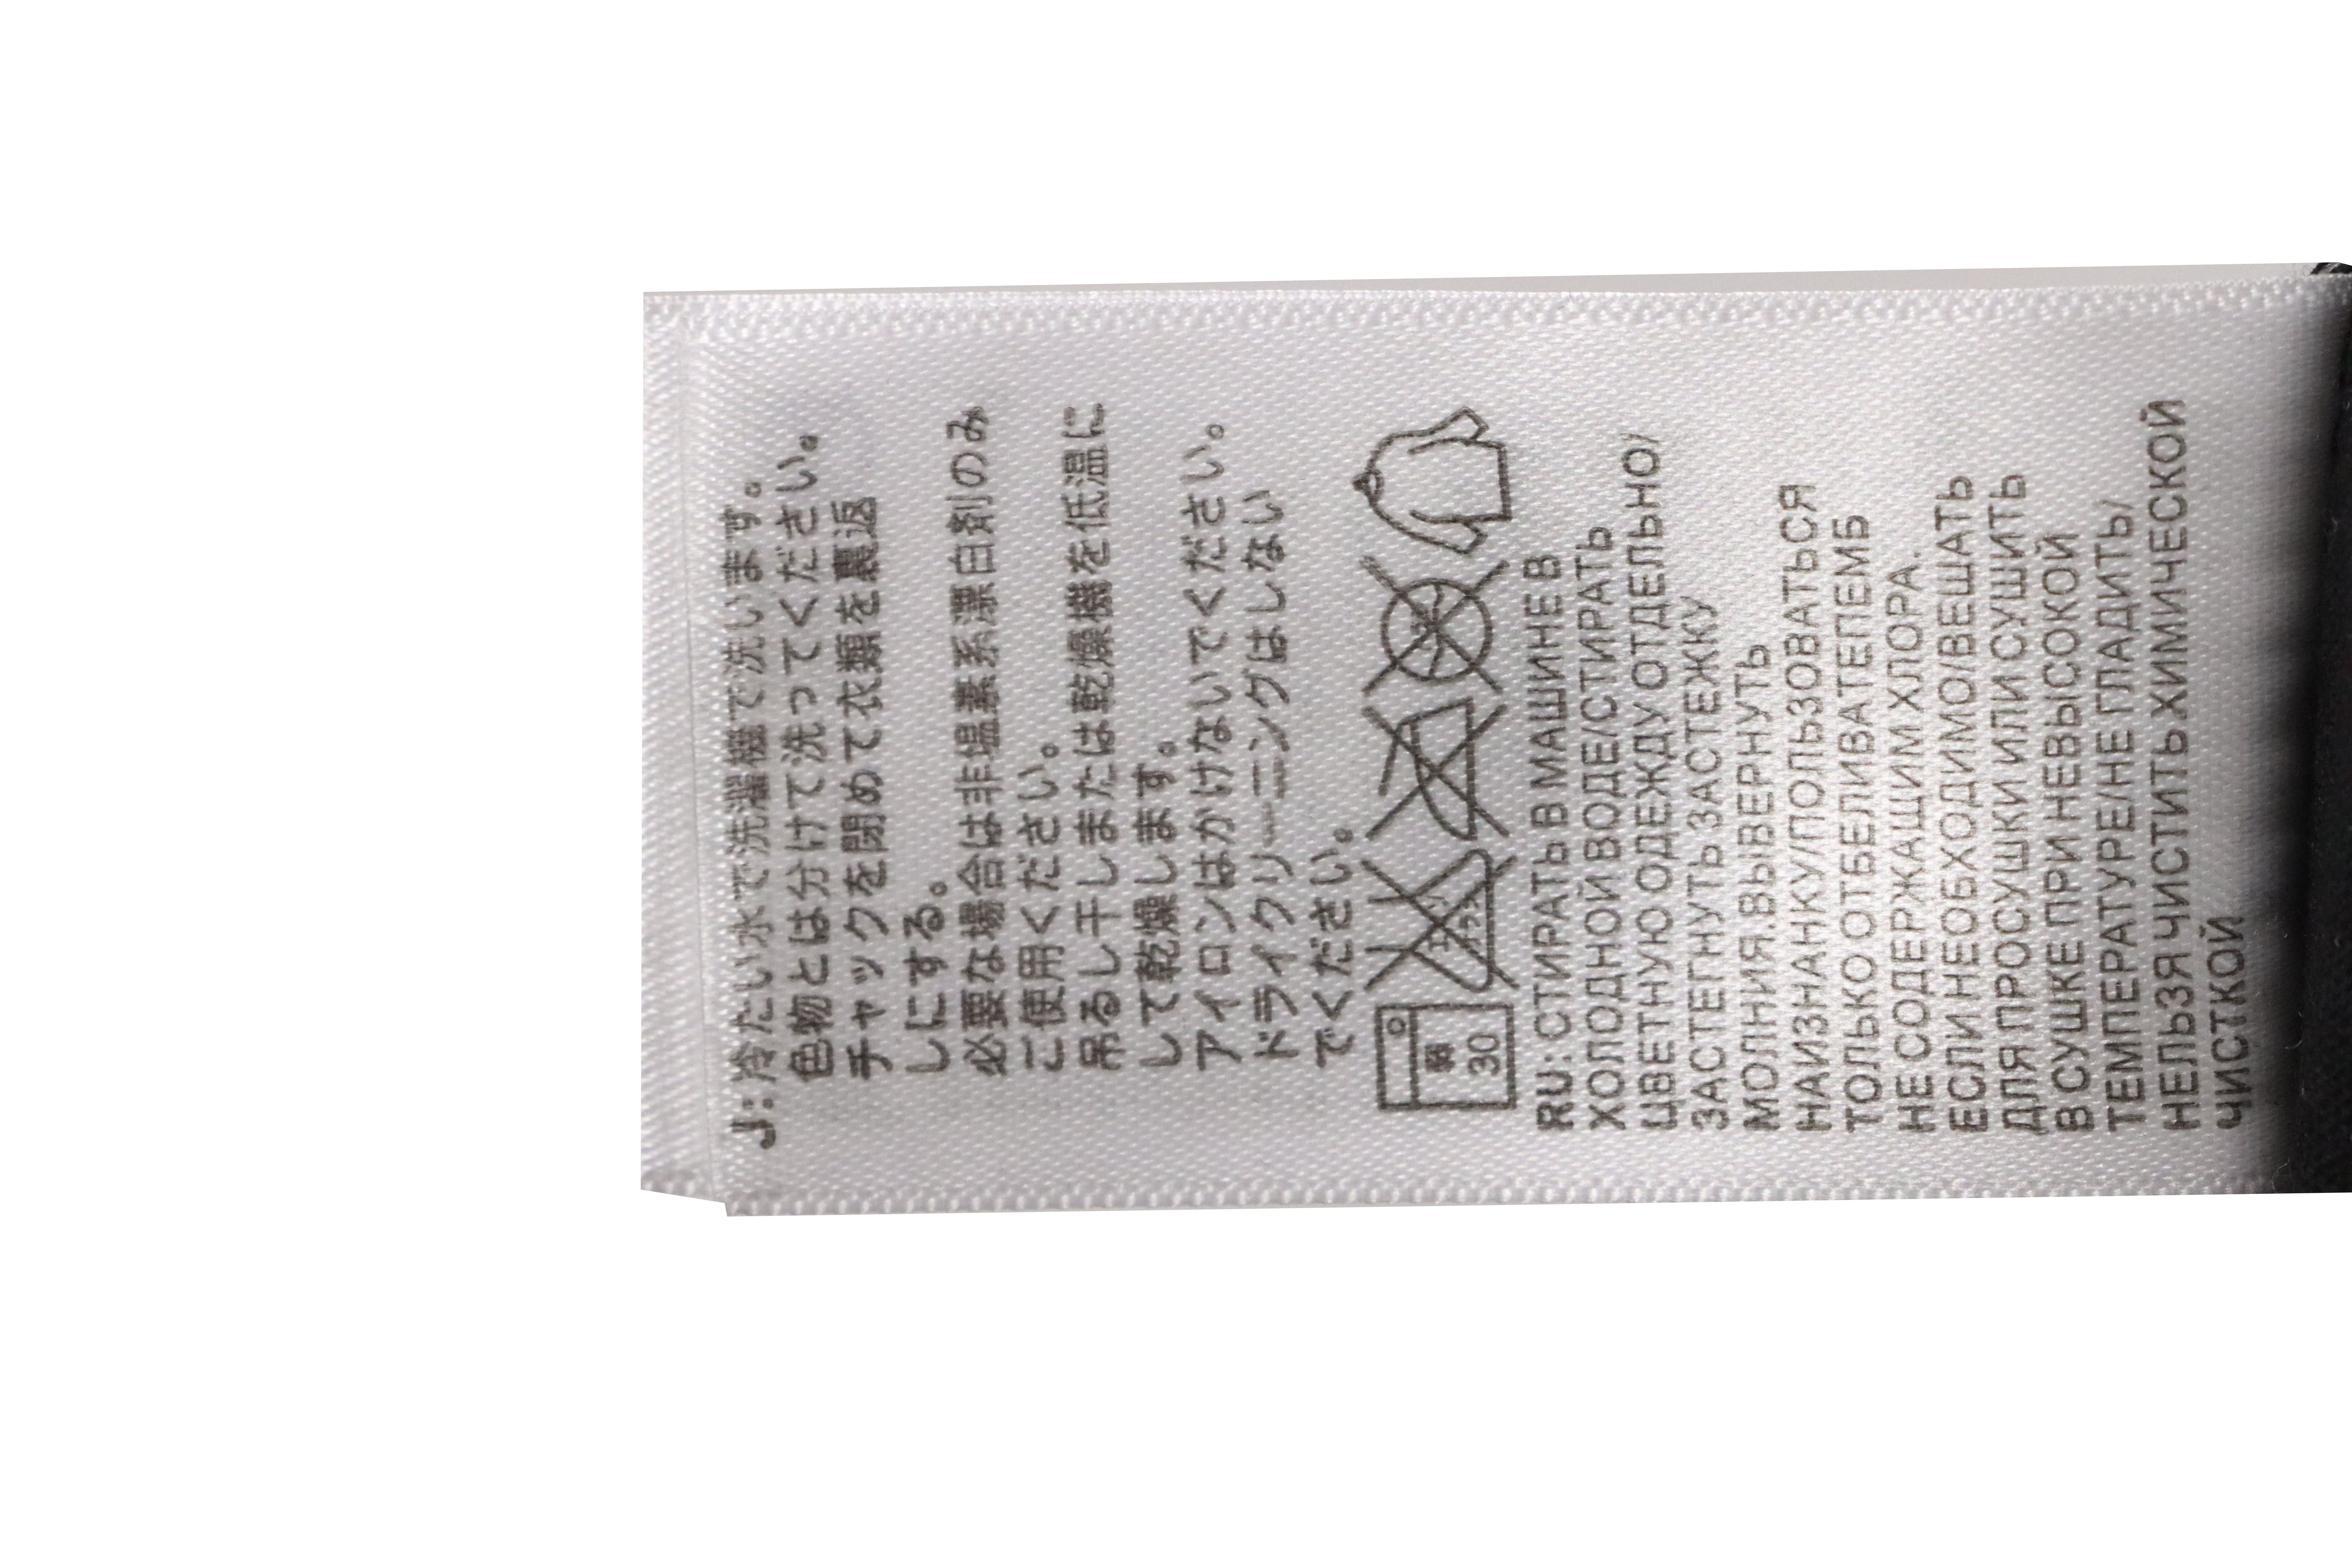 J:冷たい水で洗濯機で洗います。
色物とは分けて洗ってください。
チャックを閉めて衣類を裏返
しにする。
必要な場合は非塩素系漂白剤のみ
ご使用ください。
吊るし干しまたは乾燥機を低温に
して乾燥します。
アイロンはかけないでください。
ドライクリーニングはしない
でください。
弱
30
エンソ
サラシ
RU: СТИРАТЬ В МАШИНЕ В
ХОЛОДНОЙ ВОДЕ/СТИРАТЬ
ЦВЕТНУЮ ОДЕЖДУ ОТДЕЛЬНО/
ЗАСТЕГНУТЬ ЗАСТЕЖКУ
МОЛНИЯ.ВЫВЕРНУТЬ
НАИЗНАНКУ/ПОЛЬЗОВАТЬСЯ
ТОЛЬКО ОТБЕЛИВАТЕПЕМБ
НЕ СОДЕРЖАЩИМ ХЛОРА.
ЕСЛИ НЕОБХОДИМО/ВЕШАТЬ
ДЛЯ ПРОСУШКИ ИЛИ СУШИТЬ
В СУШКЕ ПРИ НЕВЫСОКОЙ
ТЕМПЕРАТУРЕ/НЕ ГЛАДИТЬ/
НЕЛЬЗЯ ЧИСТИТЬ ХИМИЧЕСКОЙ
ЧИСТКОЙ